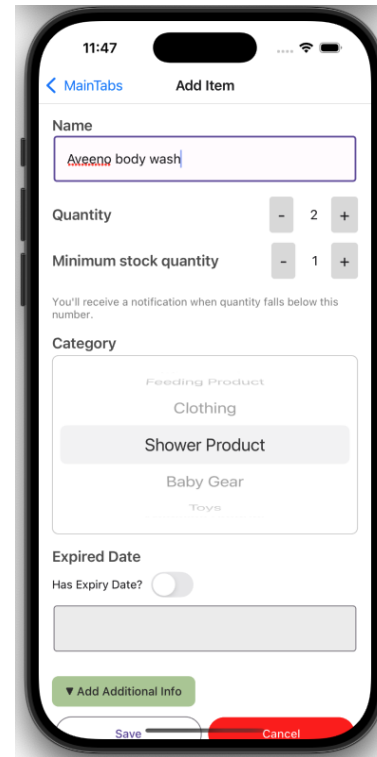 11:47
MainTabs
Add Item
Name
Aveeno body wash
Quantity
- 2 +
Minimum stock quantity
- 1 +
You'll receive a notification when quantity falls below this
number.
Category
Feeding Product
Clothing
Shower Product
Baby Gear
Toys
Expired Date
Has Expiry Date?
▼ Add Additional Info
Save
Cancel